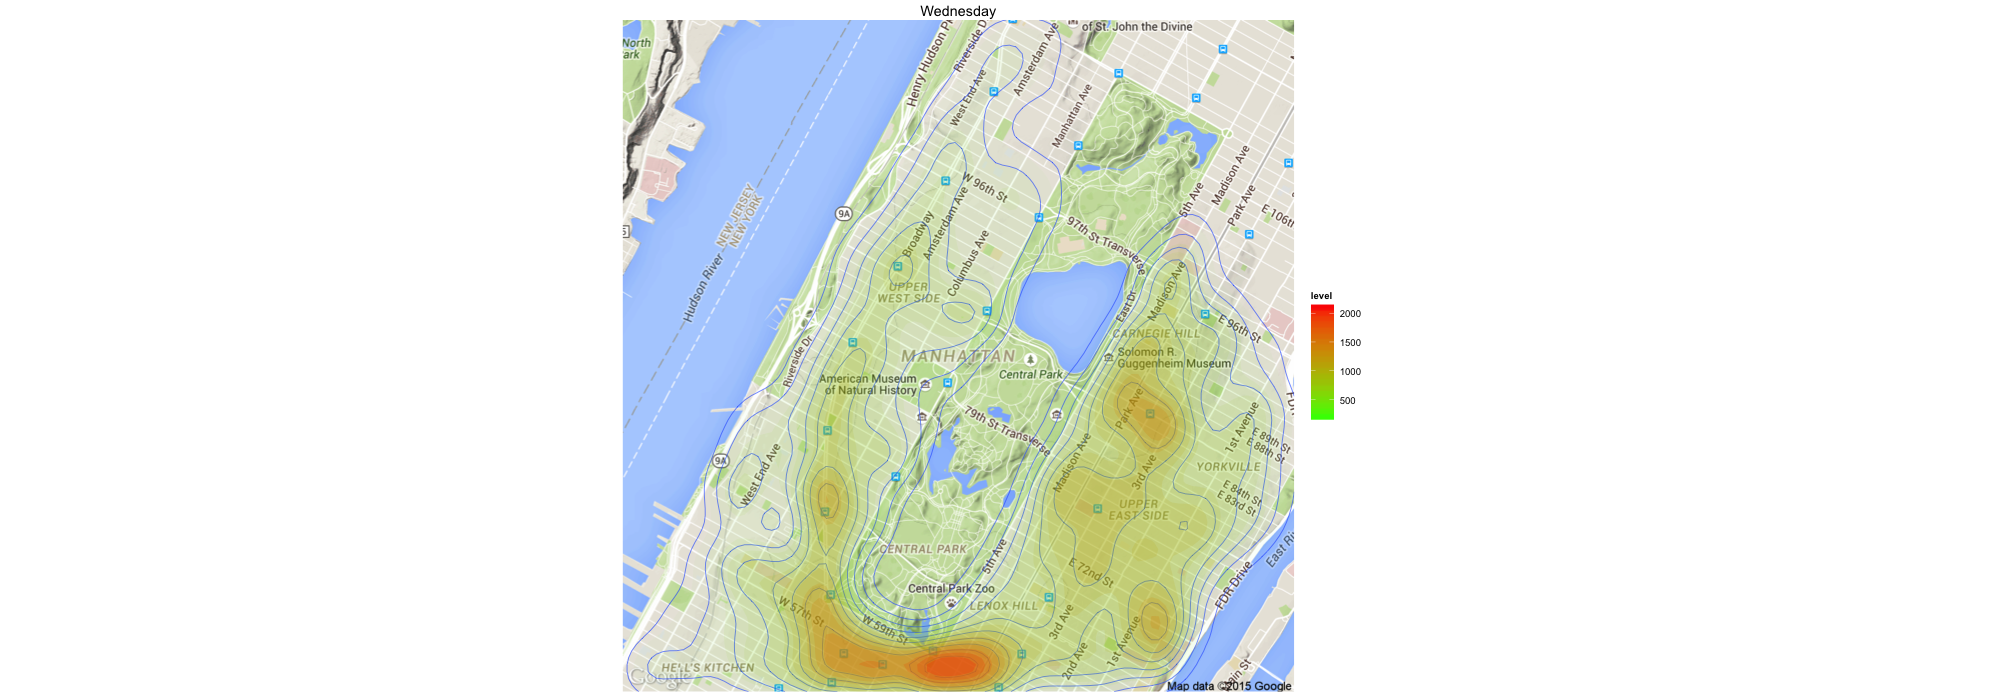 Wednesday
of St. John the Divine
North
ark
Henry Hudson P
Riverside D
Amsterdam Ave
West End Ave
Manhattan Ave
Madison Ave
5th Ave
Park Ave
E 106th
W 96th St
9A
NEW JERSEY
NEW YORK
Hudson River
Broadway
Amsterdam Ave
Columbus Ave
97th St Transverse
UPPER
WEST SIDE
East Dr
Madison Ave
E 96th St
CARNEGIE HILL
level
2000
1500
1000
500
Riverside Dr
MANHATTAN
Central Park
Solomon R.
Guggenheim Museum
American Museum
of Natural History
79th St Transverse
Park Ave
1st Avenue
E 89th St
E 88th St
FDR
9A
West End Ave
Madison Ave
3rd Ave
YORKVILLE
E 84th St
E 83rd St
UPPER
EAST SIDE
CENTRAL PARK
5th Ave
E 72nd St
East Ri
FDR Drive
Central Park Zoo
LENOX HILL
W 57th St
W 59th St
3rd Ave
2nd Ave
1st Avenue
HELL'S KITCHEN
Google
Main St
Map data ©2015 Google